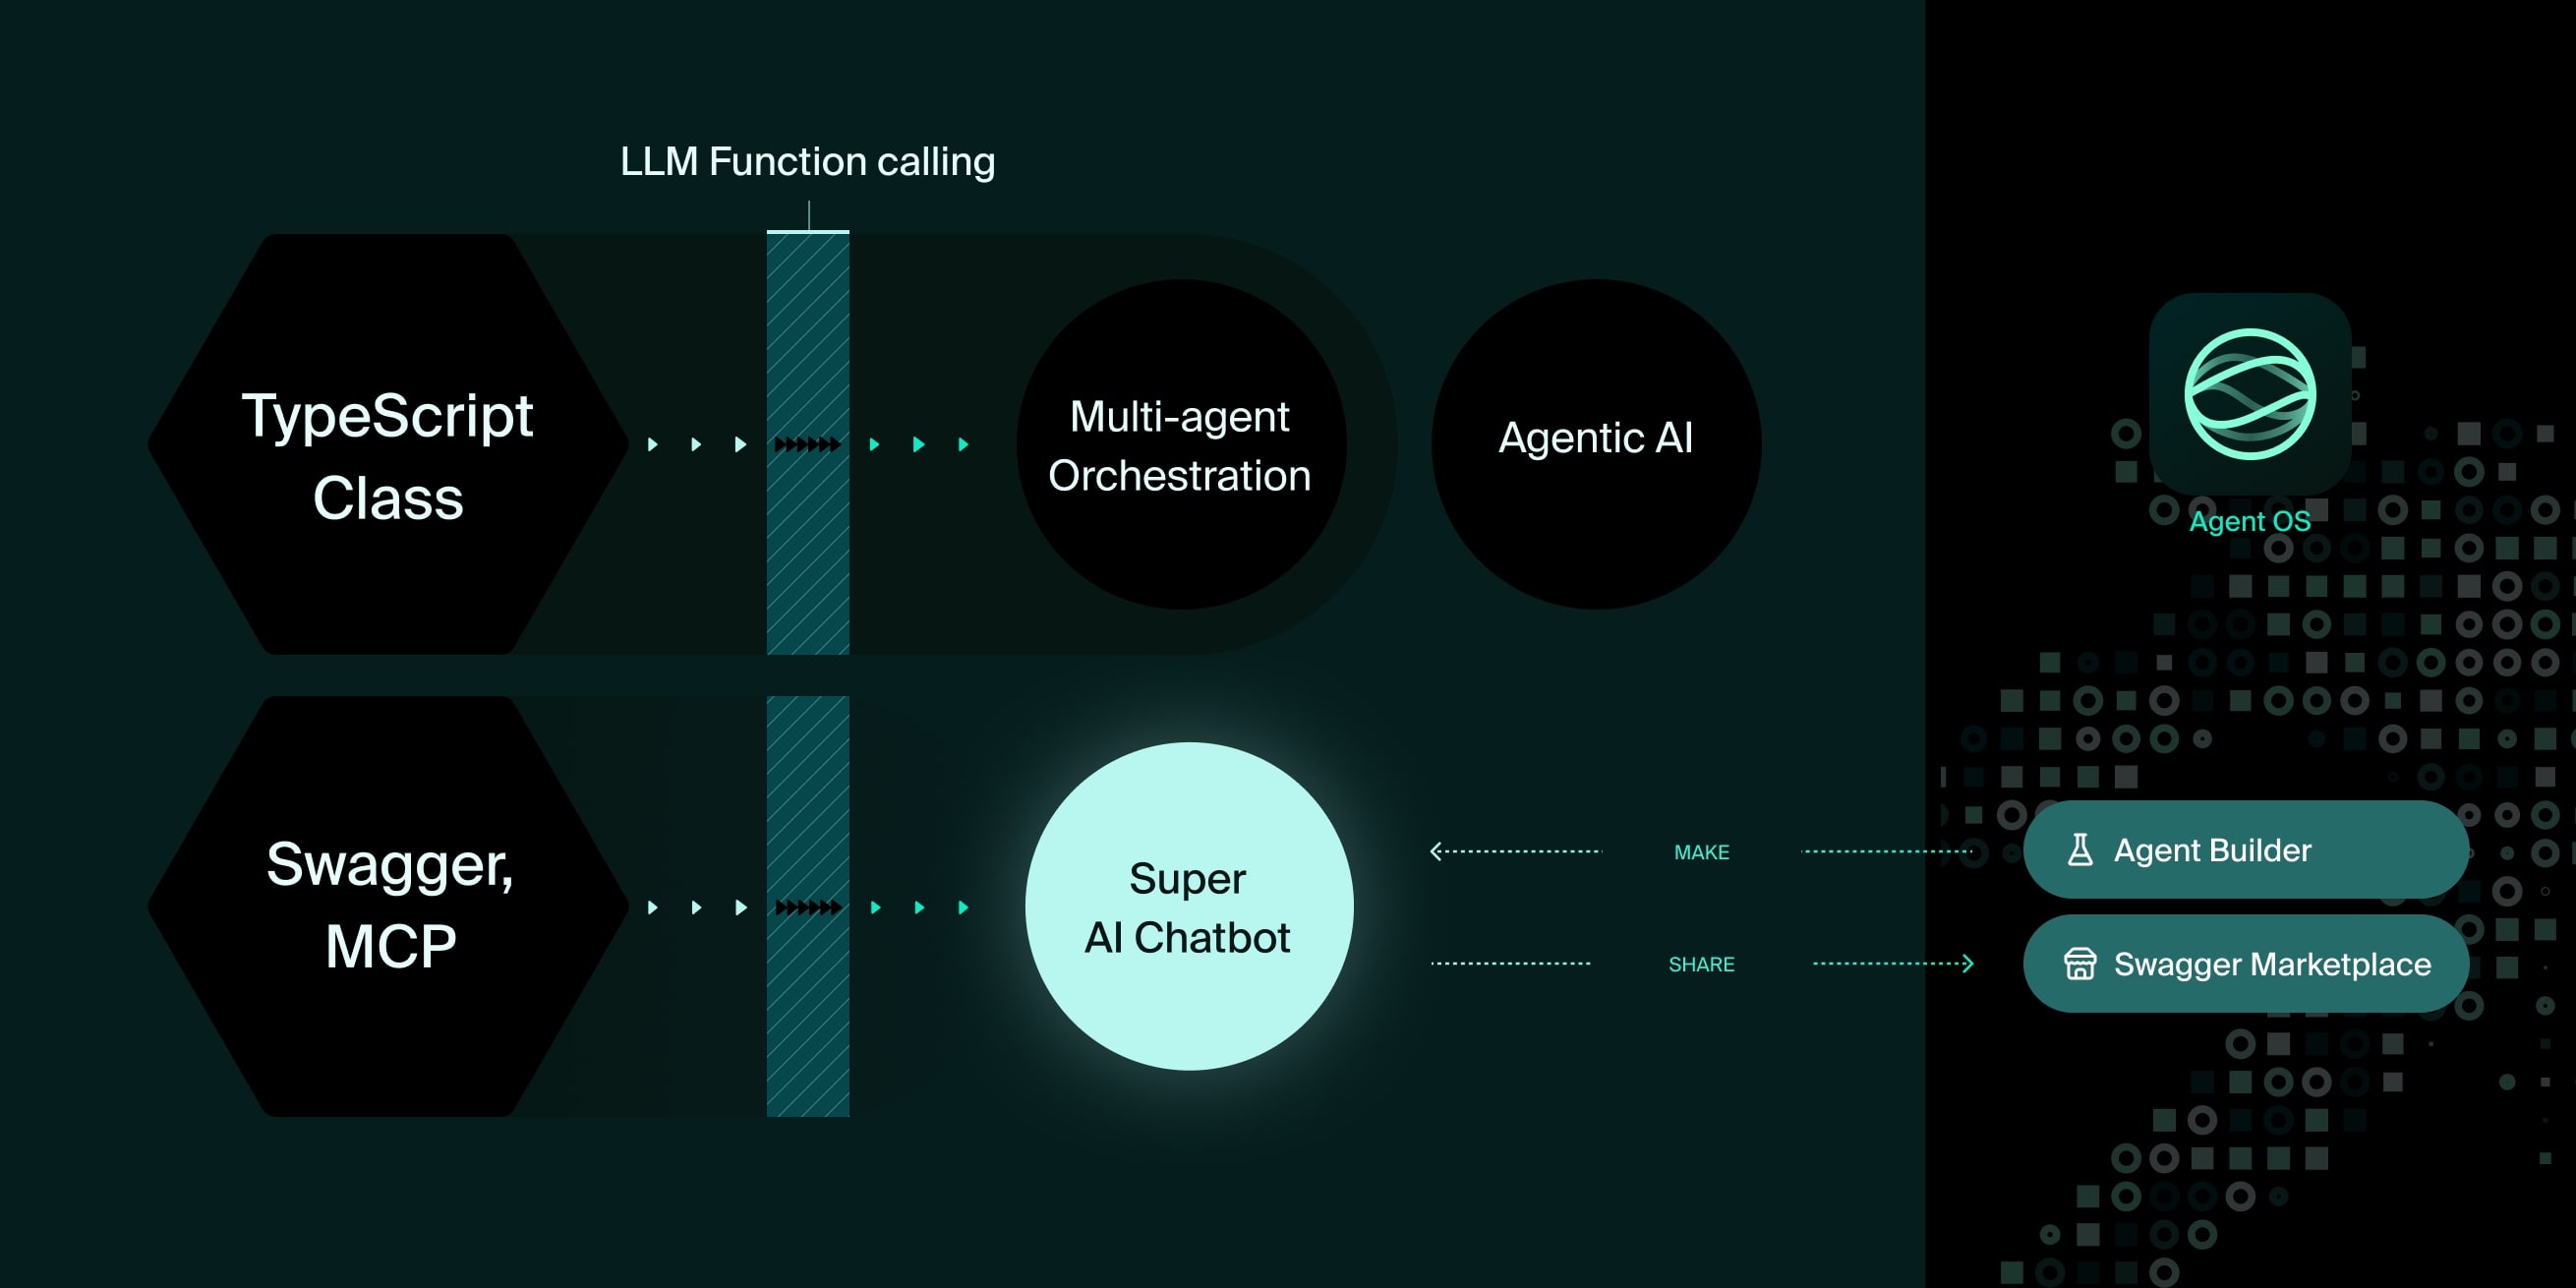 LLM Function calling
TypeScript
Class
Multi-agent
Orchestration
Agentic AI
Agent OS
Swagger,
MCP
Super
AI Chatbot
MAKE
SHARE
Agent Builder
Swagger Marketplace